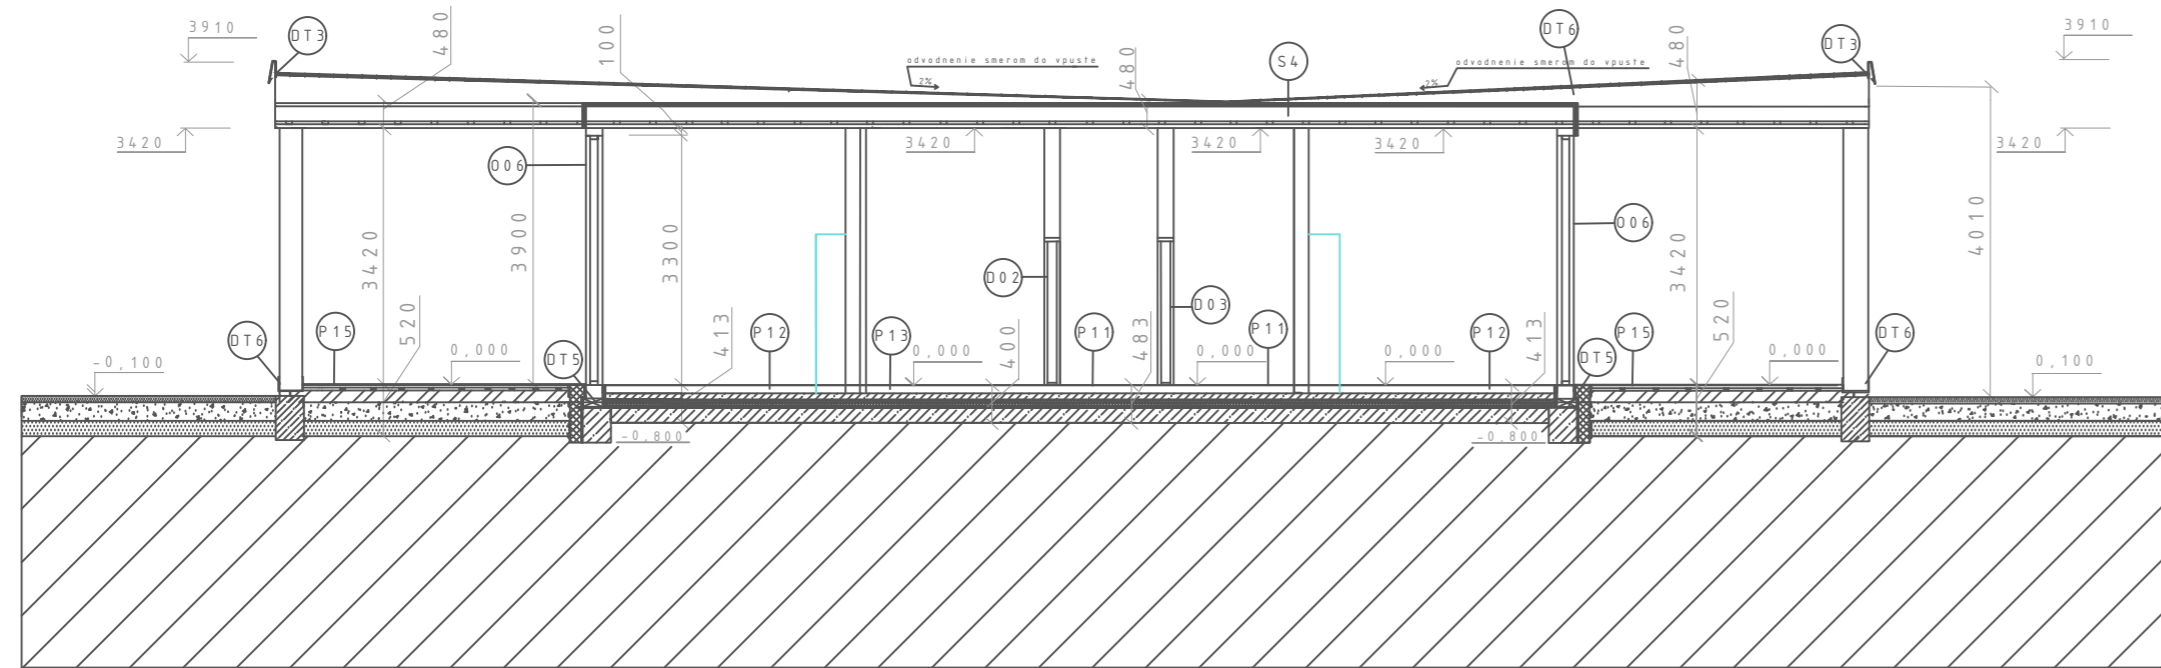 3910
DT3
480
100
odvodnenie smerom do vpuste
2%
480
S4
DT6
odvodnenie smerom do vpuste
2%
480
DT3
3910
3420
3420
3420
3420
3420
O06
O06
3420
3900
3300
3420
4010
D02
D03
DT6
P15
520
DT5
413
P12
P13
400
P11
483
P11
P12
413
DT5
P15
520
DT6
-0,100
0,000
0,000
0,000
0,000
0,000
0,100
-0,800
-0,800